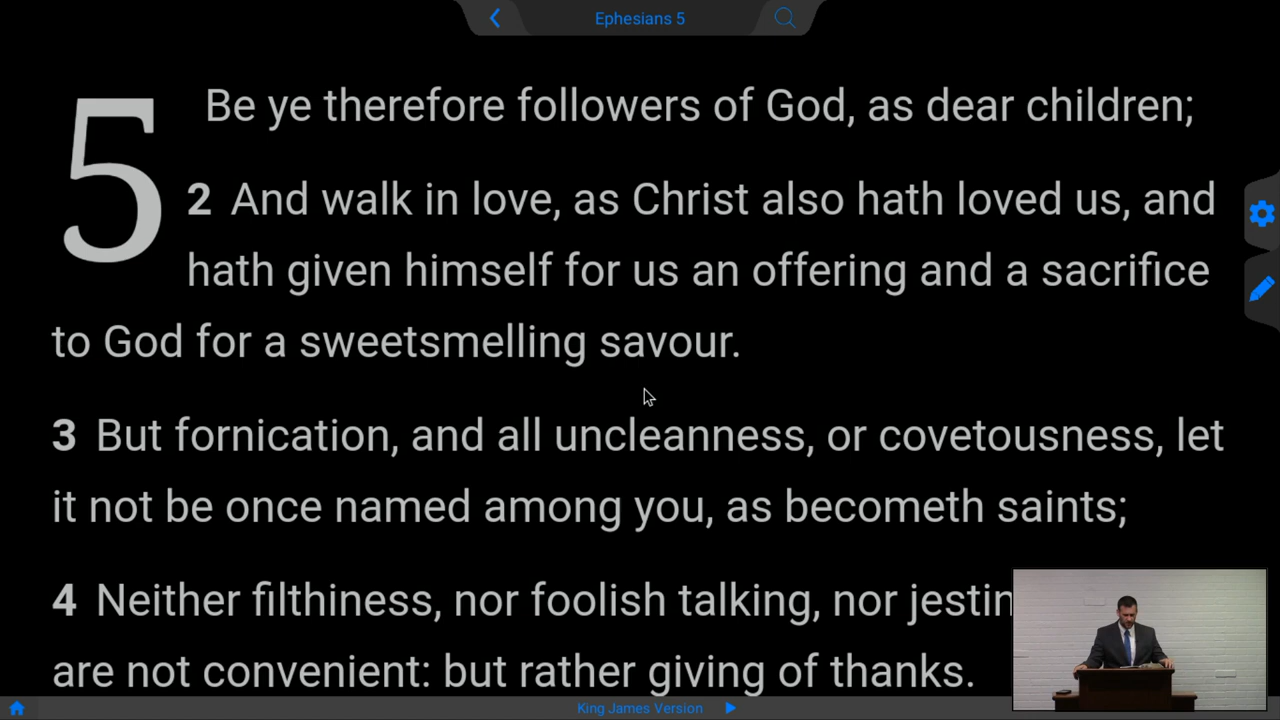 Ephesians 5
5 Be ye therefore followers of God, as dear children;
2 And walk in love, as Christ also hath loved us, and
hath given himself for us an offering and a sacrifice
to God for a sweetsmelling savour.
3 But fornication, and all uncleanness, or covetousness, let
it not be once named among you, as becometh saints;
4 Neither filthiness, nor foolish talking, nor jestin
are not convenient: but rather giving of thanks.
King James Version